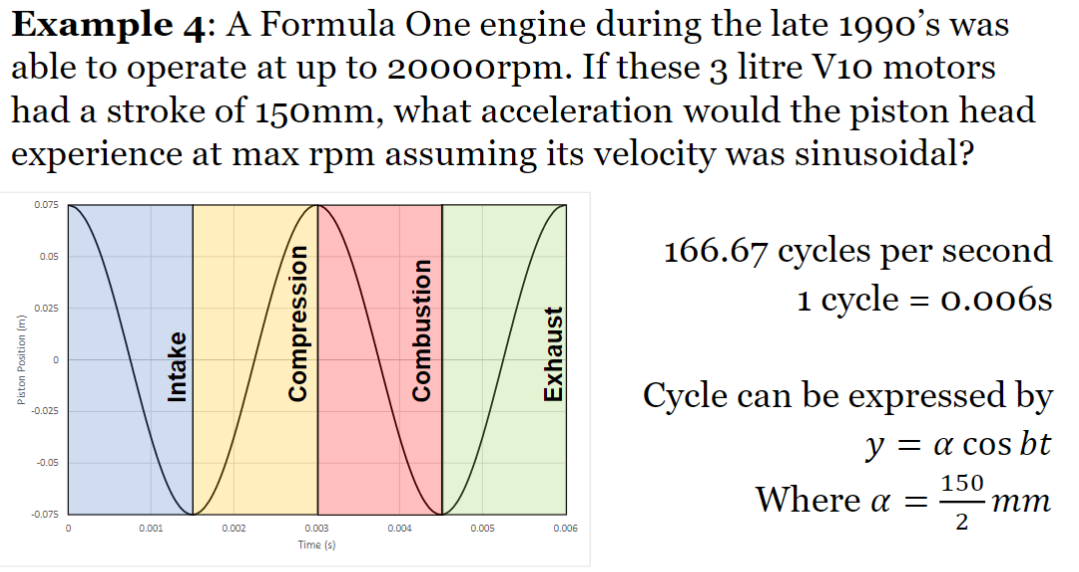 Example 4: A Formula One engine during the late 1990’s was
able to operate at up to 20000rpm. If these 3 litre V10 motors
had a stroke of 150mm, what acceleration would the piston head
experience at max rpm assuming its velocity was sinusoidal?
0.075
0.05
0.025
0
-0.025
-0.05
-0.075
Piston Position (m)
Intake
Compression
Combustion
Exhaust
0 0.001 0.002 0.003 0.004 0.005 0.006
Time (s)
166.67 cycles per second
1 cycle = 0.006s
Cycle can be expressed by
y = α cos bt
Where α = 150/2 mm